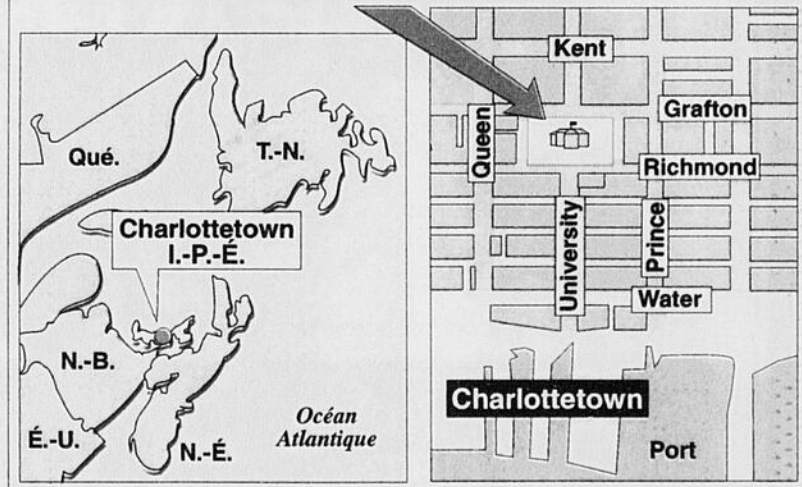 Qué.
T.-N.
Charlottetown
I.-P.-É.
N.-B.
É.-U.
N.-É.
Océan
Atlantique
Kent
Grafton
Queen
Richmond
University
Prince
Water
Charlottetown
Port